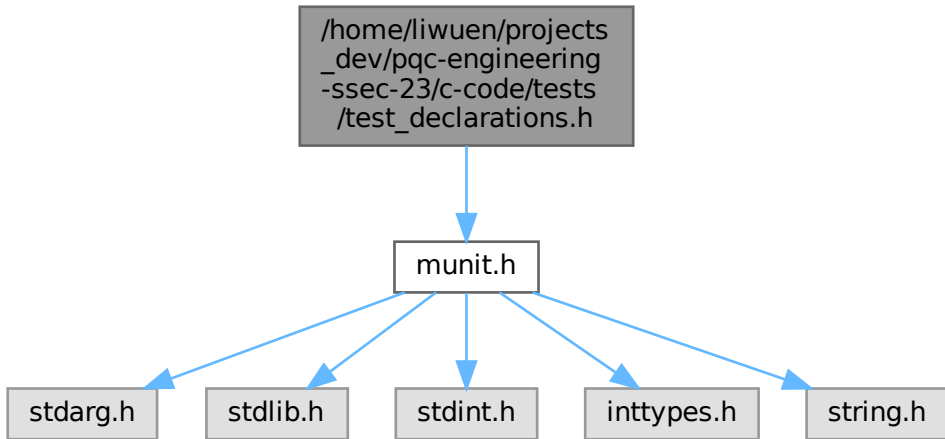 /home/liwuen/projects
_dev/pqc-engineering
-ssec-23/c-code/tests
/test_declarations.h
munit.h
stdarg.h
stdlib.h
stdint.h
inttypes.h
string.h